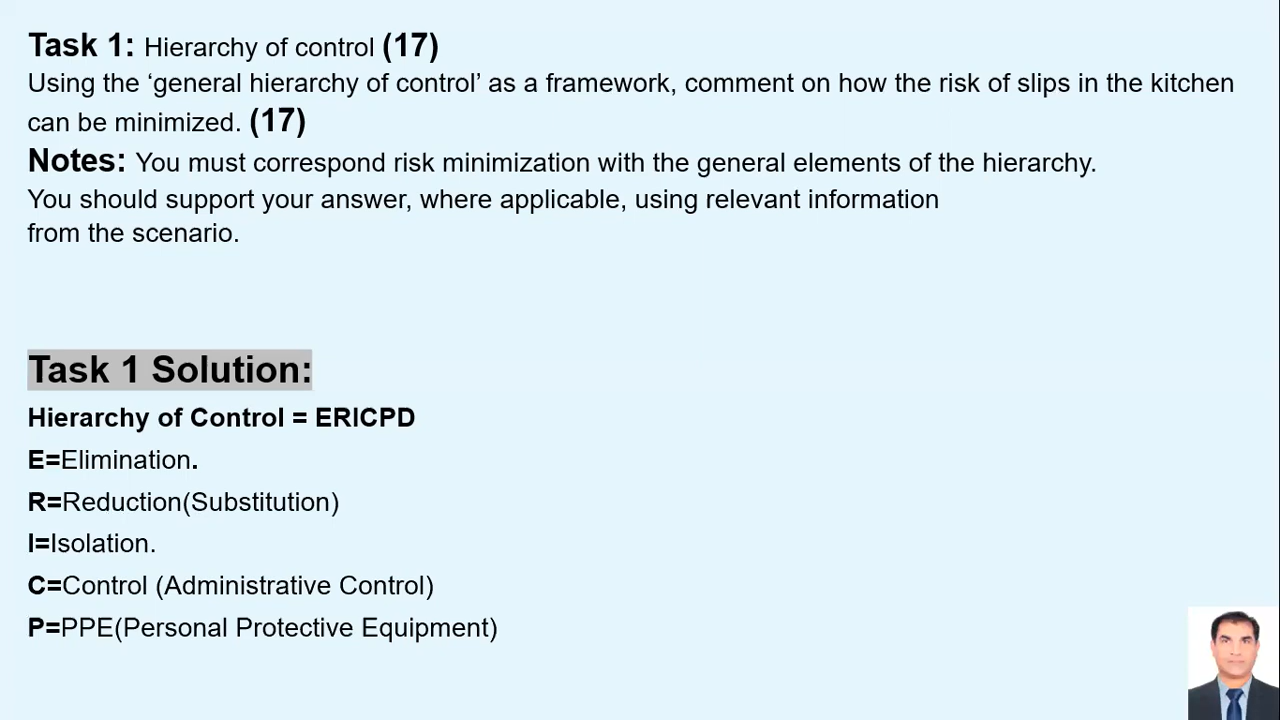 Task 1: Hierarchy of control (17)
Using the ‘general hierarchy of control’ as a framework, comment on how the risk of slips in the kitchen
can be minimized. (17)
Notes: You must correspond risk minimization with the general elements of the hierarchy.
You should support your answer, where applicable, using relevant information
from the scenario.
Task 1 Solution:
Hierarchy of Control = ERICPD
E=Elimination.
R=Reduction(Substitution)
I=Isolation.
C=Control (Administrative Control)
P=PPE(Personal Protective Equipment)